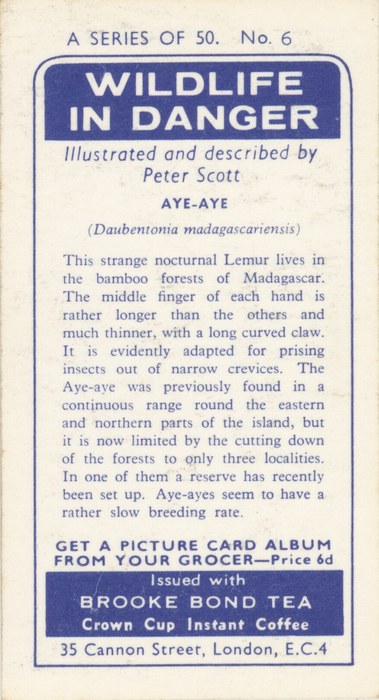 A SERIES OF 50. No. 6
WILDLIFE
IN DANGER
Illustrated and described by
Peter Scott
AYE-AYE
(Daubentonia madagascariensis)
This strange nocturnal Lemur lives in
the bamboo forests of Madagascar.
The middle finger of each hand is
rather longer than the others and
much thinner, with a long curved claw.
It is evidently adapted for prising
insects out of narrow crevices. The
Aye-aye was previously found in a
continuous range round the eastern
and northern parts of the island, but
it is now limited by the cutting down
of the forests to only three localities.
In one of them a reserve has recently
been set up. Aye-ayes seem to have a
rather slow breeding rate.
GET A PICTURE CARD ALBUM
FROM YOUR GROCER—Price 6d
Issued with
BROOKE BOND TEA
Crown Cup Instant Coffee
35 Cannon Street, London, E.C.4